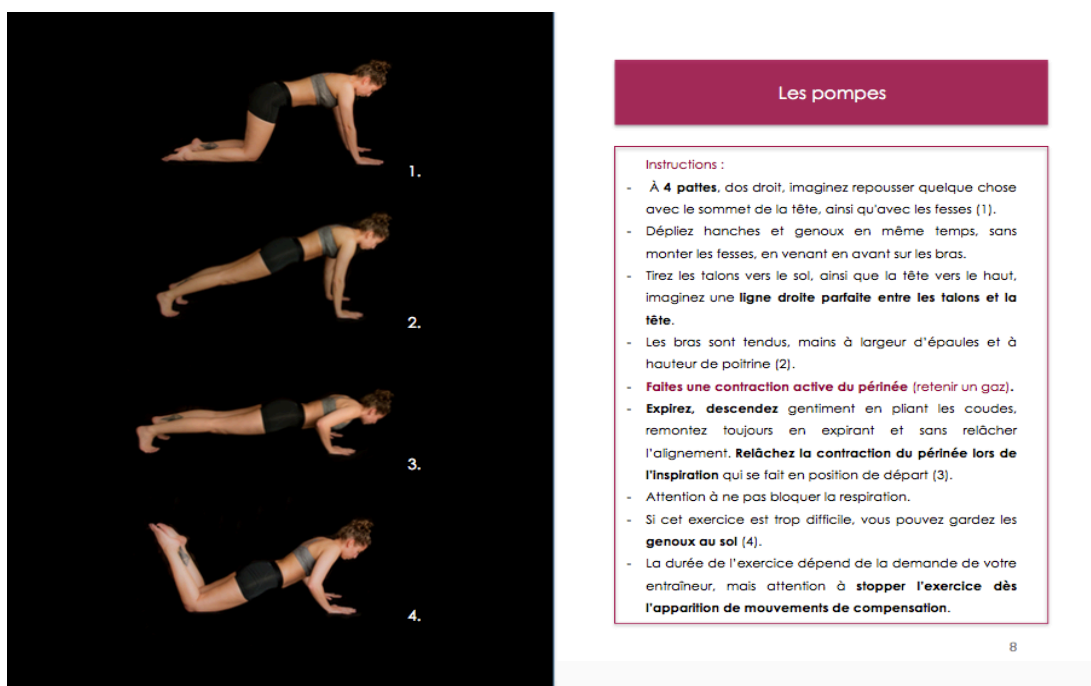 1.
2.
3.
4.
Les pompes
Instructions :
- À 4 pattes, dos droit, imaginez repousser quelque chose
avec le sommet de la tête, ainsi qu'avec les fesses (1).
- Dépliez hanches et genoux en même temps, sans
monter les fesses, en venant en avant sur les bras.
- Tirez les talons vers le sol, ainsi que la tête vers le haut,
imaginez une ligne droite parfaite entre les talons et la
tête.
- Les bras sont tendus, mains à largeur d'épaules et à
hauteur de poitrine (2).
- Faites une contraction active du périnée (retenir un gaz).
- Expirez, descendez gentiment en pliant les coudes,
remontez toujours en expirant et sans relâcher
l'alignement. Relâchez la contraction du périnée lors de
l'inspiration qui se fait en position de départ (3).
- Attention à ne pas bloquer la respiration.
- Si cet exercice est trop difficile, vous pouvez gardez les
genoux au sol (4).
- La durée de l'exercice dépend de la demande de votre
entraîneur, mais attention à stopper l'exercice dès
l'apparition de mouvements de compensation.
8